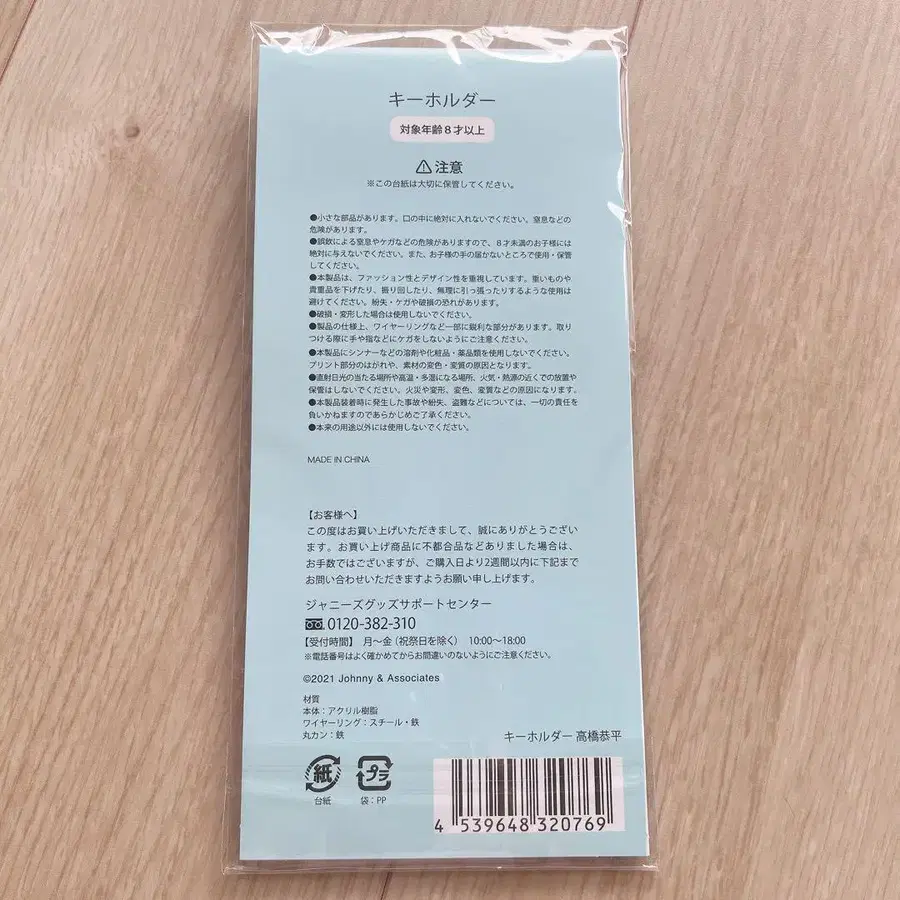 キーホルダー
対象年齢8才以上
注意
※この台紙は大切に保管してください。
●小さな部品があります。口の中に絶対に入れないでください。窒息などの
危険があります。
●誤飲による窒息やケガなどの危険がありますので、8才未満のお子様には
絶対に与えないでください。また、お子様の手の届かないところで使用・保管
してください。
●本製品は、ファッション性とデザイン性を重視しています。重いものや
貴重品を下げたり、振り回したり、無理に引っ張ったりするような使用は
避けてください。紛失・ケガや破損の恐れがあります。
●破損・変形した場合は使用しないでください。
●製品の仕様上、ワイヤーリングなど一部に鋭利な部分があります。取り
つける際に手や指などにケガをしないようにご注意ください。
●本製品にシンナーなどの溶剤や化粧品・薬品類を使用しないでください。
プリント部分のはがれや、素材の変色・変質の原因となります。
●直射日光の当たる場所や高温・多湿になる場所、火気・熱源の近くでの放置や
保管はしないでください。火災や変形、変色、変質などの原因になります。
●本製品装着時に発生した事故や紛失、盗難などについては、一切の責任を
負いかねますのであらかじめご了承ください。
●本来の用途以外には使用しないでください。
MADE IN CHINA
【お客様へ】
この度はお買い上げいただきまして、誠にありがとうござい
ます。お買い上げ商品に不都合品などありました場合は、
お手数ではございますが、ご購入日より2週間以内に下記まで
お問い合わせいただきますようお願い申し上げます。
ジャニーズグッズサポートセンター
0120-382-310
【受付時間】 月〜金（祝祭日を除く） 10:00〜18:00
※電話番号はよく確かめてからお間違いのないようにご注意ください。
©2021 Johnny & Associates
材質
本体：アクリル樹脂
ワイヤーリング：スチール・鉄
丸カン：鉄
キーホルダー 高橋恭平
紙
台紙
プラ
袋：PP
4 539648 320769